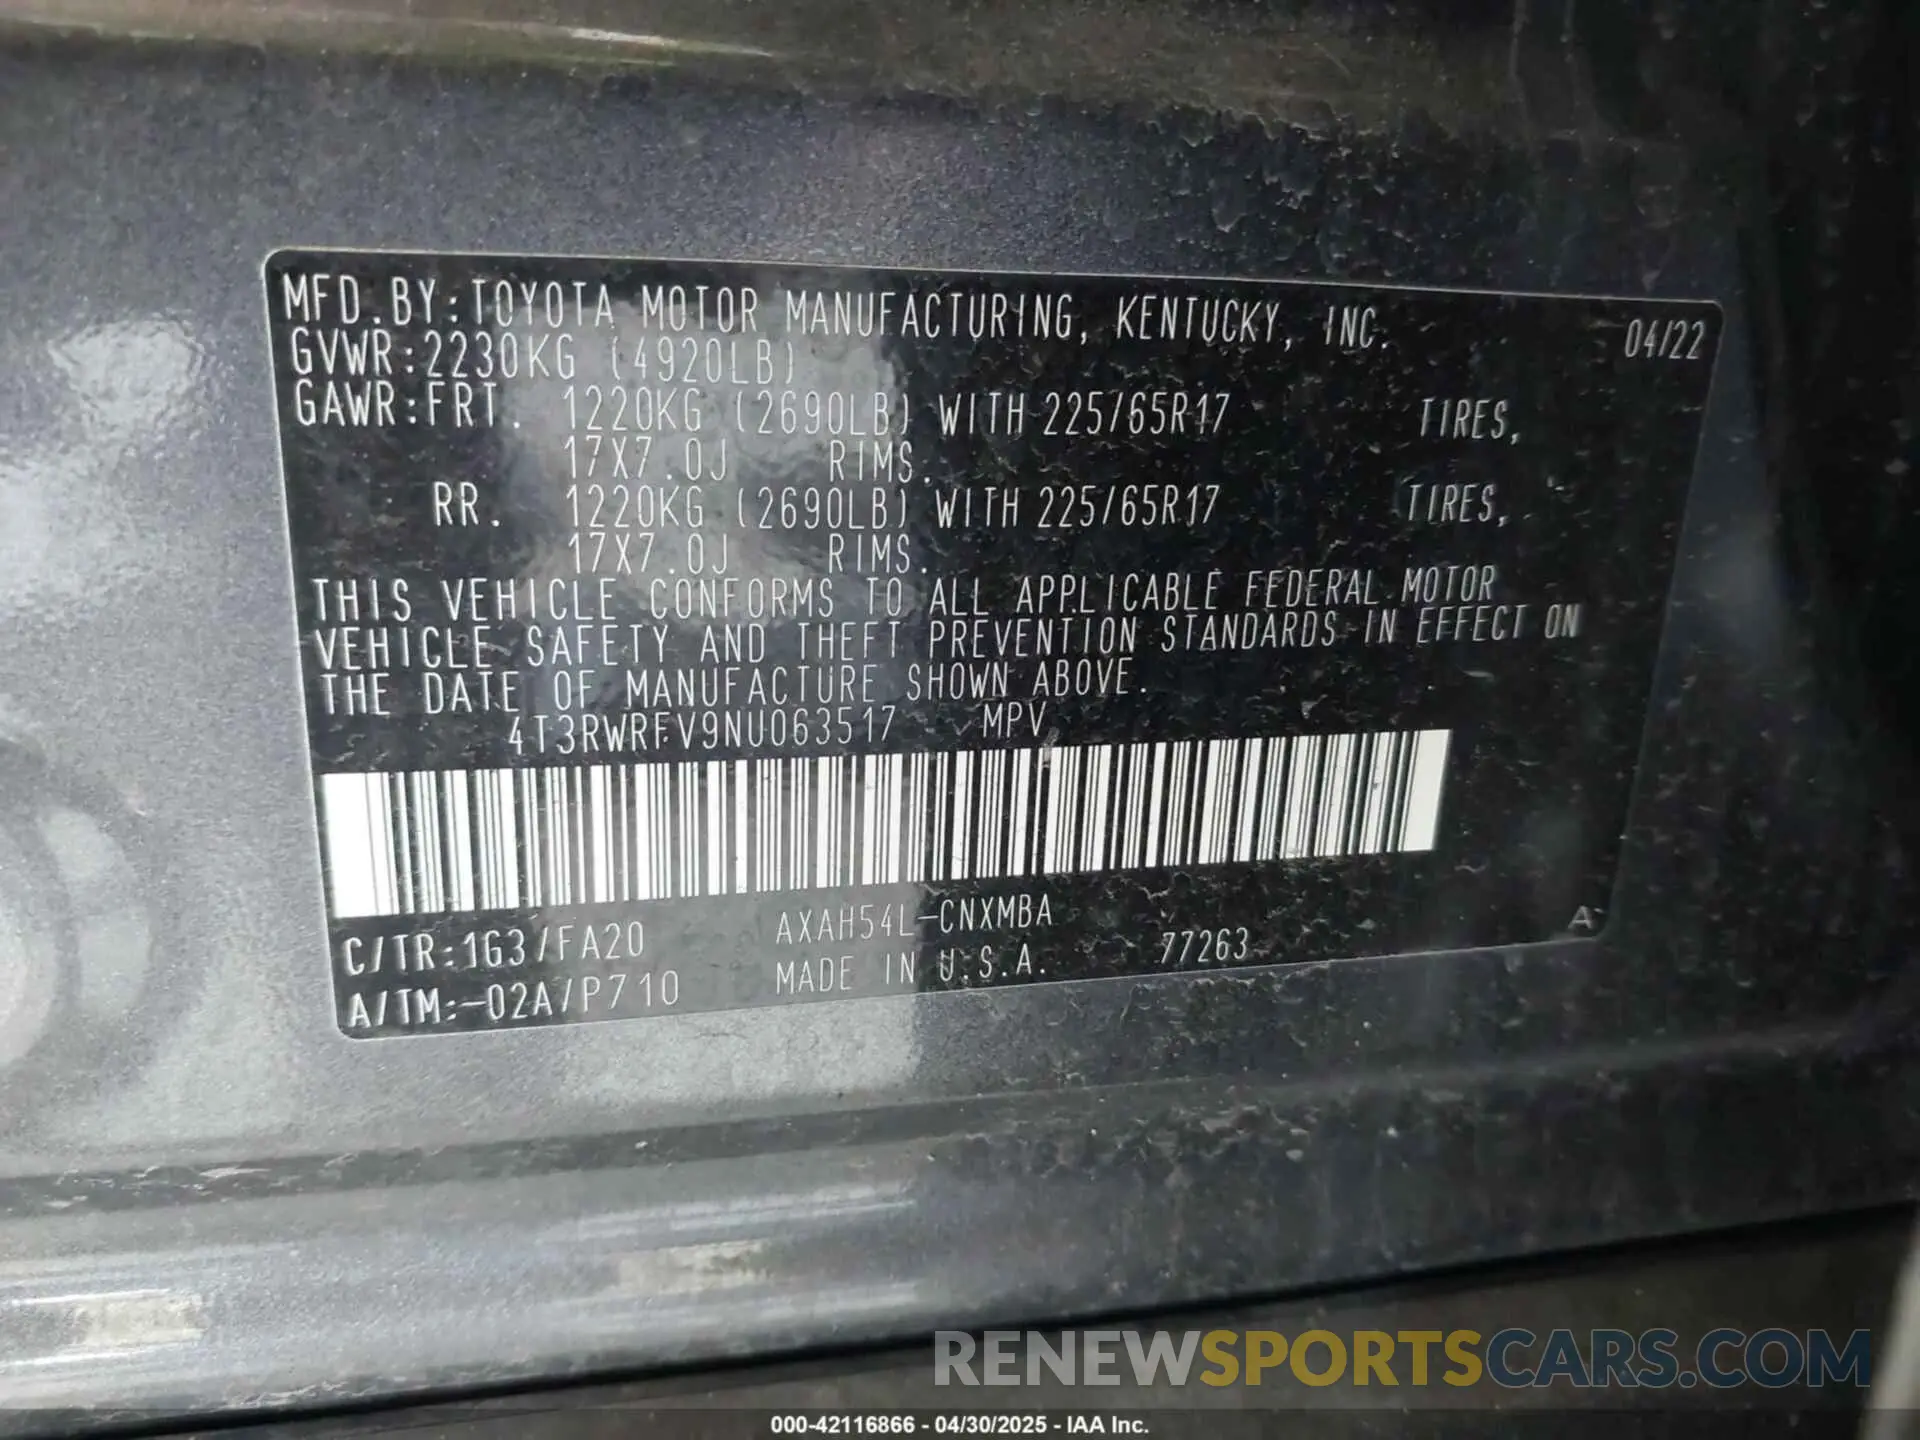 MFD.BY:TOYOTA MOTOR MANUFACTURING, KENTUCKY, INC. 04/22
GVWR:2230KG (4920LB)
GAWR:FRT. 1220KG (2690LB) WITH 225/65R17 TIRES,
17X7.0J RIMS.
RR. 1220KG (2690LB) WITH 225/65R17 TIRES,
17X7.0J RIMS.
THIS VEHICLE CONFORMS TO ALL APPLICABLE FEDERAL MOTOR
VEHICLE SAFETY AND THEFT PREVENTION STANDARDS IN EFFECT ON
THE DATE OF MANUFACTURE SHOWN ABOVE.
4T3RWRFV9NU063517 MPV
C/TR:1G3/FA20 AXAH54L-CNXMBA A
A/TM:-02A/P710 MADE IN U.S.A. 77263
RENEWSPORTSCARS.COM
000-42116866 - 04/30/2025 - IAA Inc.